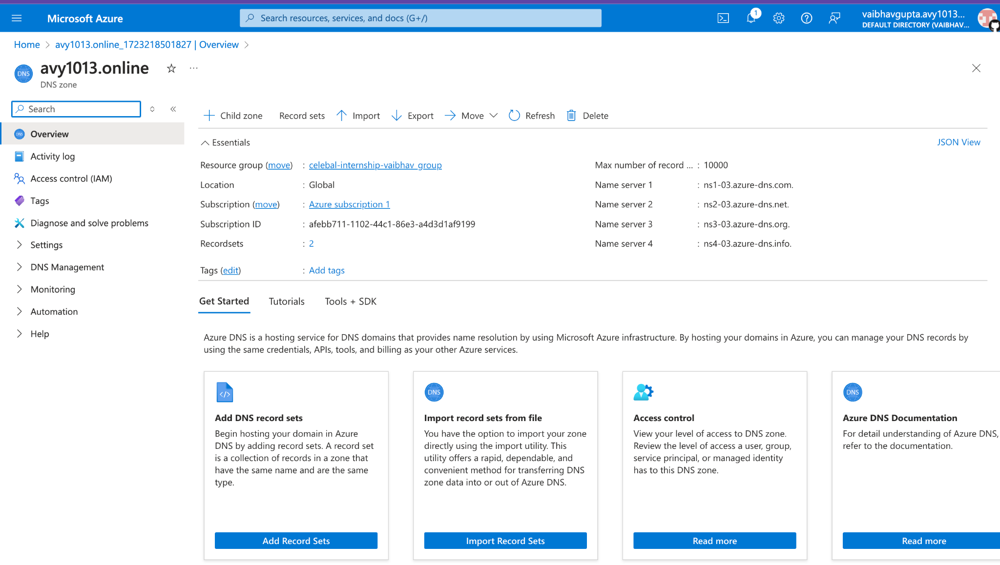 Microsoft Azure
Search resources, services, and docs (G+/)
1
vaibhavgupta.avy1013...
DEFAULT DIRECTORY (VAIBHAV...
Home > avy1013.online_1723218501827 | Overview >
DNS
avy1013.online
...
DNS zone
Search
Child zone Record sets Import Export Move Refresh Delete
DNS Overview
Activity log
Access control (IAM)
Tags
Diagnose and solve problems
Settings
DNS Management
Monitoring
Automation
Help
Essentials
JSON View
Resource group (move) : celebal-internship-vaibhav_group
Location : Global
Subscription (move) : Azure subscription 1
Subscription ID : afebb711-1102-44c1-86e3-a4d3d1af9199
Recordsets : 2
Max number of record ... : 10000
Name server 1 : ns1-03.azure-dns.com.
Name server 2 : ns2-03.azure-dns.net.
Name server 3 : ns3-03.azure-dns.org.
Name server 4 : ns4-03.azure-dns.info.
Tags (edit) : Add tags
Get Started Tutorials Tools + SDK
Azure DNS is a hosting service for DNS domains that provides name resolution by using Microsoft Azure infrastructure. By hosting your domains in Azure, you can manage your DNS records by
using the same credentials, APIs, tools, and billing as your other Azure services.
</>
Add DNS record sets
Begin hosting your domain in Azure
DNS by adding record sets. A record set
is a collection of records in a zone that
have the same name and are the same
type.
Add Record Sets
DNS
Import record sets from file
You have the option to import your zone
directly using the import utility. This
utility offers a rapid, dependable, and
convenient method for transferring DNS
zone data into or out of Azure DNS.
Import Record Sets
Access control
View your level of access to DNS zone.
Review the level of access a user, group,
service principal, or managed identity
has to this DNS zone.
Read more
DNS
Azure DNS Documentation
For detail understanding of Azure DNS,
refer to the documentation.
Read more